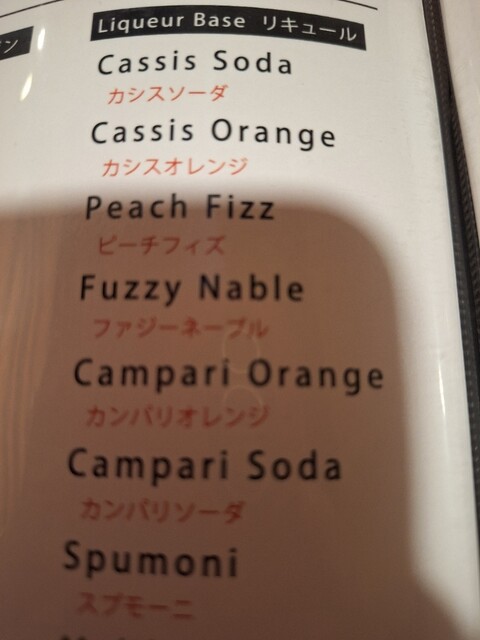 ン
Liqueur Base リキュール
Cassis Soda
カシスソーダ
Cassis Orange
カシスオレンジ
Peach Fizz
ピーチフィズ
Fuzzy Nable
ファジーネーブル
Campari Orange
カンパリオレンジ
Campari Soda
カンパリソーダ
Spumoni
スプモーニ